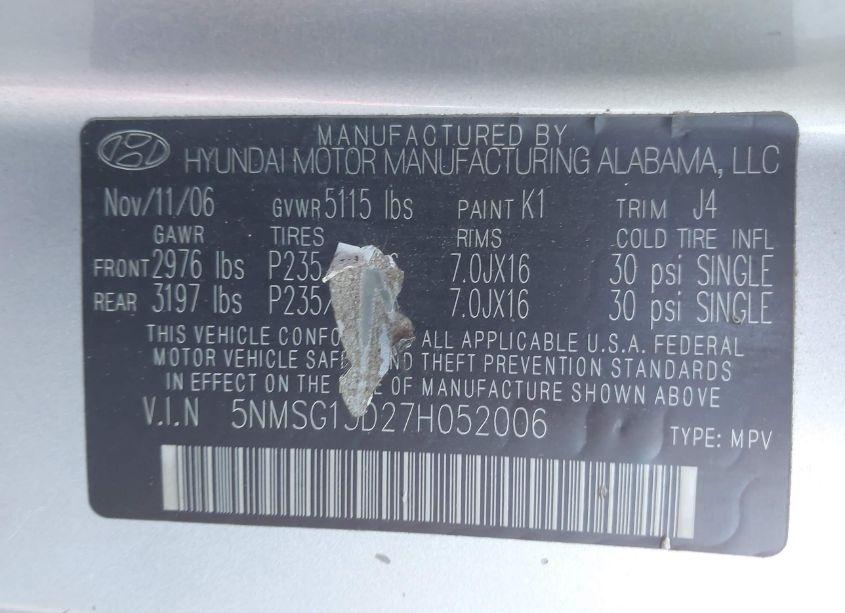 MANUFACTURED BY
HYUNDAI MOTOR MANUFACTURING ALABAMA, LLC
Nov/11/06 GVWR 5115 lbs PAINT K1 TRIM J4
GAWR TIRES RIMS COLD TIRE INFL
FRONT 2976 lbs P235 7.0JX16 30 psi SINGLE
REAR 3197 lbs P235/ 7.0JX16 30 psi SINGLE
THIS VEHICLE ALL APPLICABLE U.S.A. FEDERAL
MOTOR VEHICLE THEFT PREVENTION STANDARDS
IN EFFECT ON THE OF MANUFACTURE SHOWN ABOVE
V.I.N 5NMSG13D27H052006
TYPE: MPV